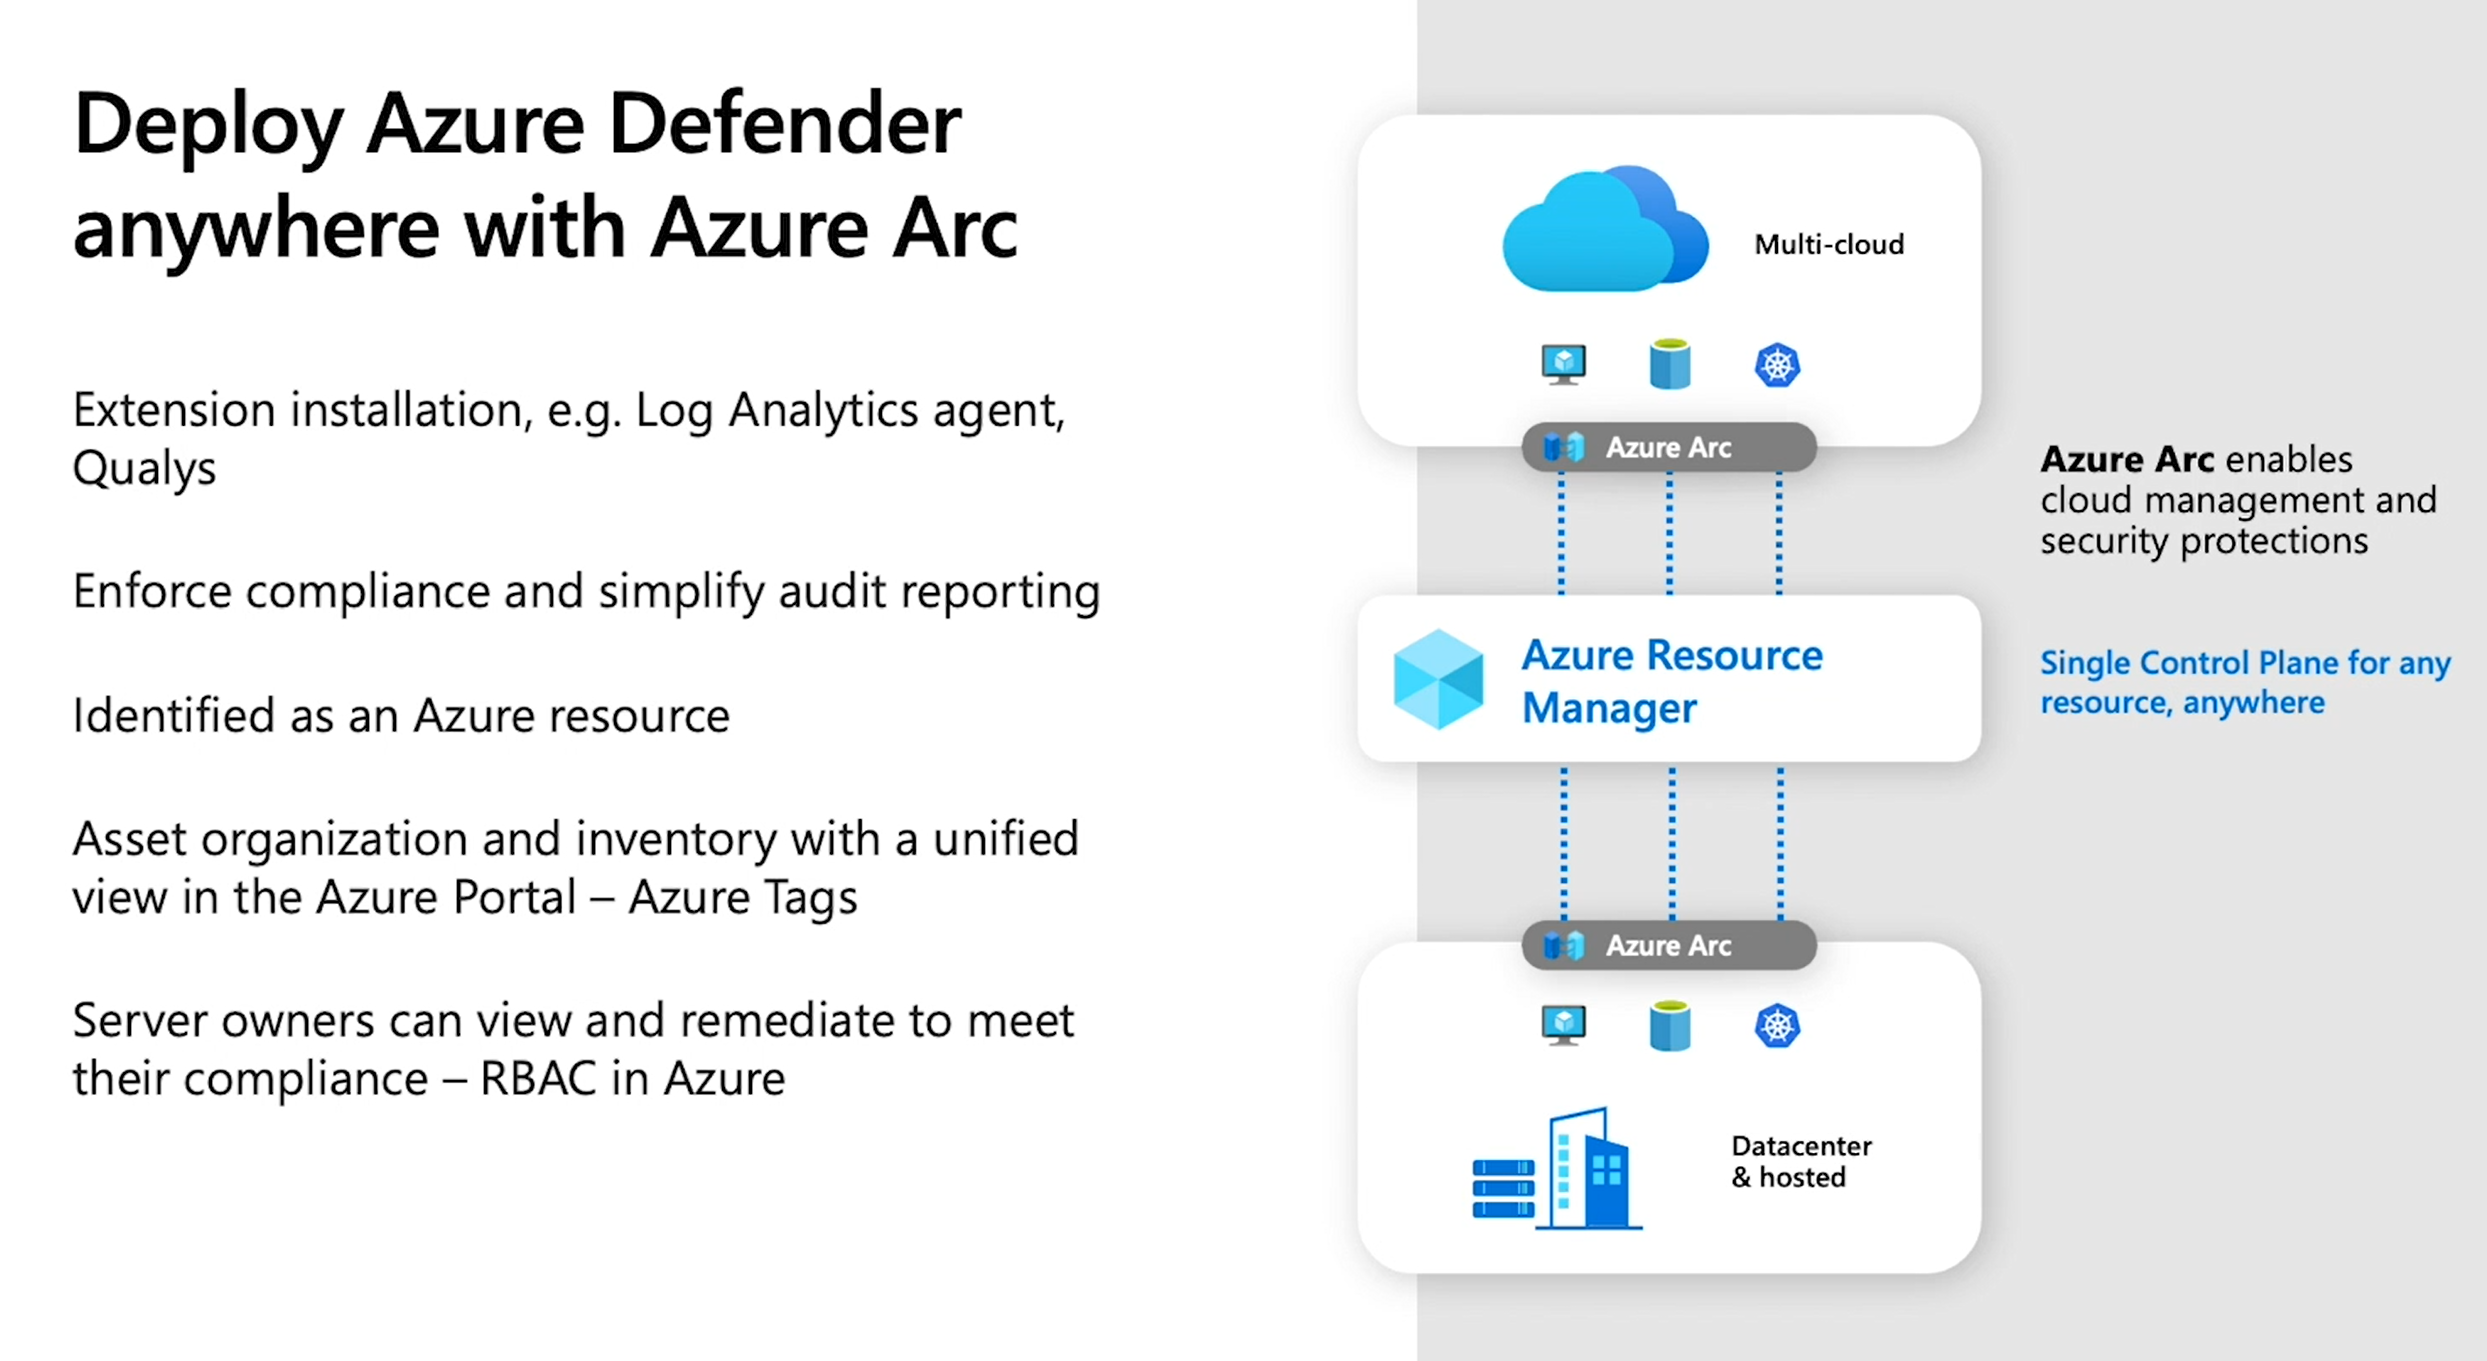 Deploy Azure Defender
anywhere with Azure Arc
Extension installation, e.g. Log Analytics agent,
Qualys
Enforce compliance and simplify audit reporting
Identified as an Azure resource
Asset organization and inventory with a unified
view in the Azure Portal – Azure Tags
Server owners can view and remediate to meet
their compliance – RBAC in Azure
Multi-cloud
Azure Arc
Azure Resource
Manager
Azure Arc
Datacenter
& hosted
Azure Arc enables
cloud management and
security protections
Single Control Plane for any
resource, anywhere